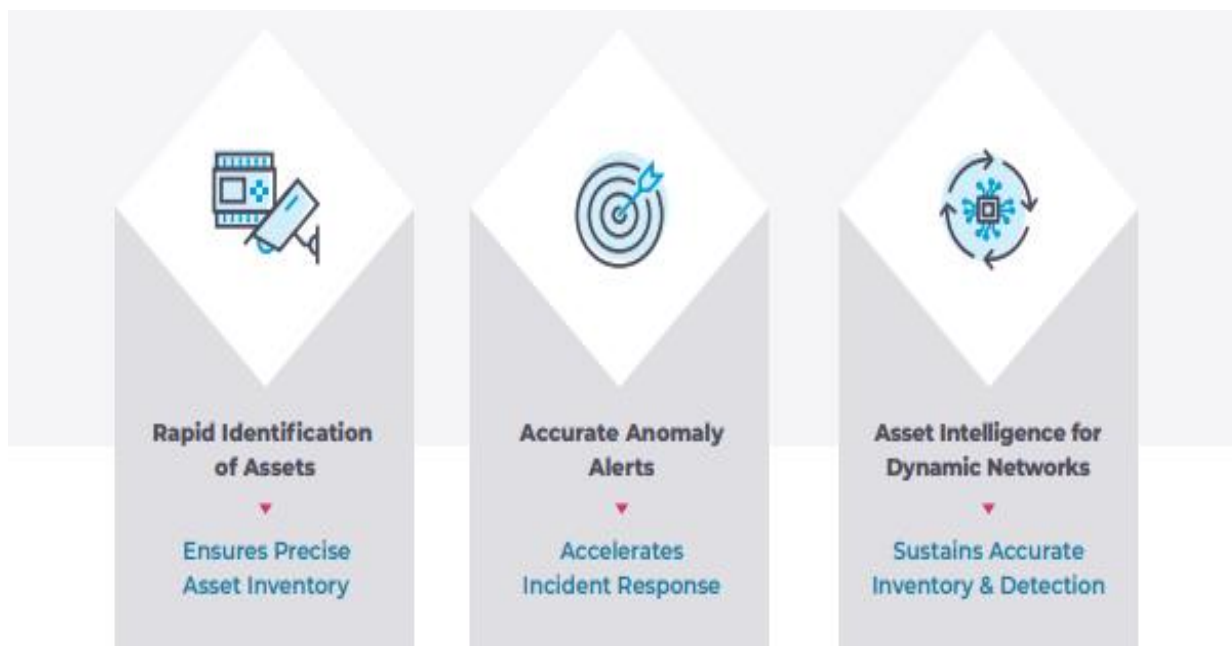 Rapid Identification
of Assets
Ensures Precise
Asset Inventory
Accurate Anomaly
Alerts
Accelerates
Incident Response
Asset Intelligence for
Dynamic Networks
Sustains Accurate
Inventory & Detection